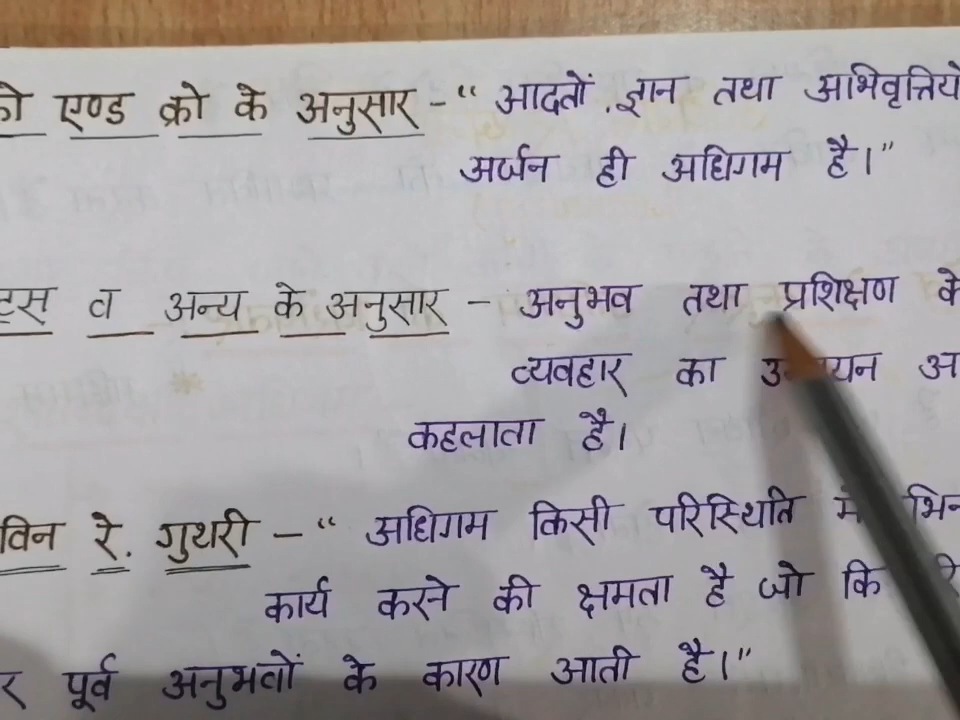 एण्ड क्रो के अनुसार -“ आदतों, ज्ञान तथा अभिवृत्तियो
अर्जन ही अधिगम है।”
व अन्य के अनुसार - अनुभव तथा प्रशिक्षण के
व्यवहार का अ
कहलाता है।
रे. गुथरी -“ अधिगम किसी परिस्थिति में
कार्य करने की क्षमता है जो कि
पूर्व अनुभवों के कारण आती है।”